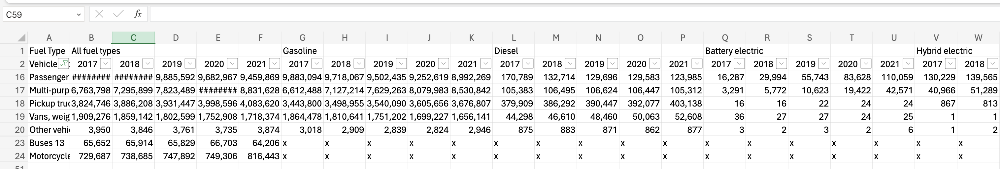 C59 fx
A B C D E F G H I J K L M N O P Q R S T U V W
1 Fuel Type All fuel types Gasoline Diesel Battery electric Hybrid electric
2 Vehicle 2017 2018 2019 2020 2021 2017 2018 2019 2020 2021 2017 2018 2019 2020 2021 2017 2018 2019 2020 2021 2017 2018
16 Passenger ######## ######## 9,885,592 9,682,967 9,459,869 9,883,094 9,718,067 9,502,435 9,252,619 8,992,269 170,789 132,714 129,696 129,583 123,985 16,287 29,994 55,743 83,628 110,059 130,229 139,565
17 Multi-purp 6,763,798 7,295,899 7,823,489 ######## 8,831,628 6,612,488 7,127,214 7,629,263 8,079,983 8,530,842 105,383 106,495 106,624 106,447 105,312 3,291 5,772 10,623 19,422 42,571 40,966 51,289
18 Pickup truc 3,824,746 3,886,208 3,931,447 3,998,596 4,083,620 3,443,800 3,498,955 3,540,090 3,605,656 3,676,807 379,909 386,292 390,447 392,077 403,138 16 16 22 24 24 867 813
19 Vans, weig 1,909,276 1,859,142 1,802,599 1,752,908 1,718,374 1,864,478 1,810,641 1,751,202 1,699,227 1,656,141 44,298 46,610 48,460 50,063 52,608 36 27 27 24 25 1 1
20 Other vehi 3,950 3,846 3,761 3,735 3,874 3,018 2,909 2,839 2,824 2,946 875 883 871 862 877 3 2 3 2 6 1 2
23 Buses 13 65,652 65,914 65,829 66,703 64,206 x x x x x x x x x x x x x x x x x
24 Motorcycle 729,687 738,685 747,892 749,306 816,443 x x x x x x x x x x x x x x x x x
51